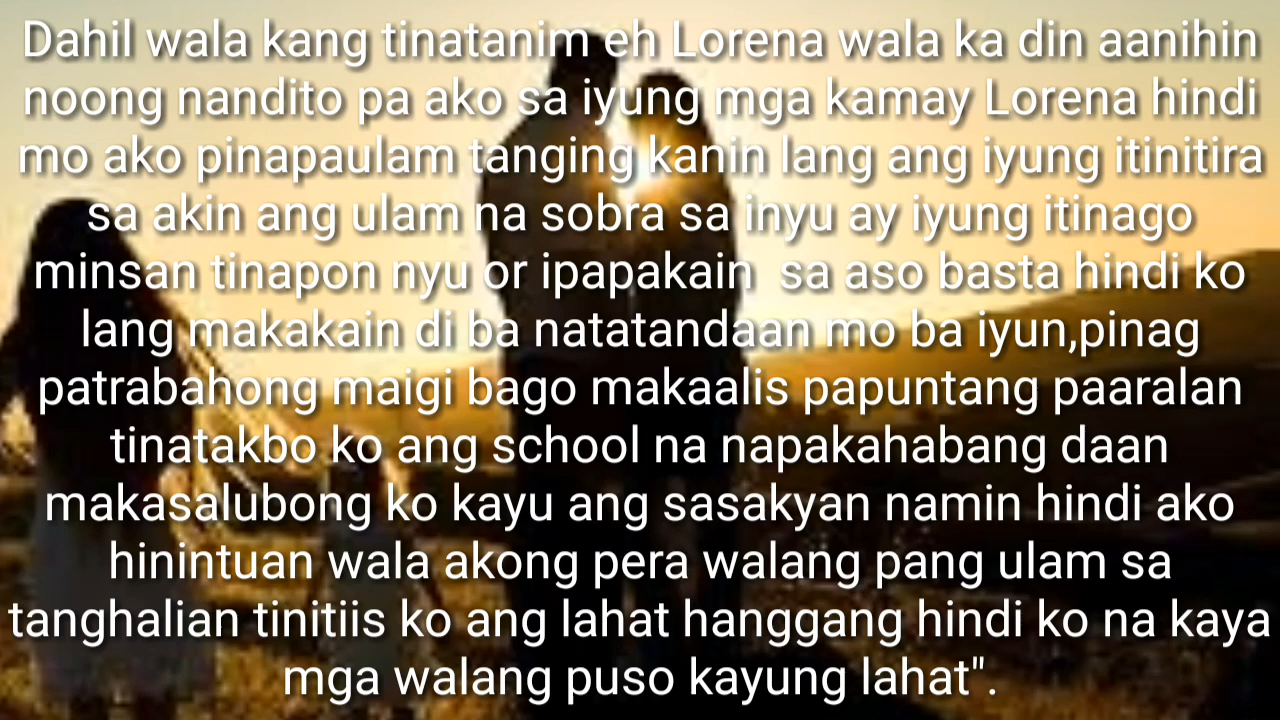 Dahil wala kang tinatanim eh Lorena wala ka din aanihin
noong nandito pa ako sa iyung mga kamay Lorena hindi
mo ako pinapaulam tanging kanin lang ang iyung itinitira
sa akin ang ulam na sobra sa inyu ay iyung itinago
minsan tinapon nyu or ipapakain  sa aso basta hindi ko
lang makakain di ba natatandaan mo ba iyun,pinag
patrabahong maigi bago makaalis papuntang paaralan
tinatakbo ko ang school na napakahabang daan
makasalubong ko kayu ang sasakyan namin hindi ako
hinintuan wala akong pera walang pang ulam sa
tanghalian tinitiis ko ang lahat hanggang hindi ko na kaya
mga walang puso kayung lahat".